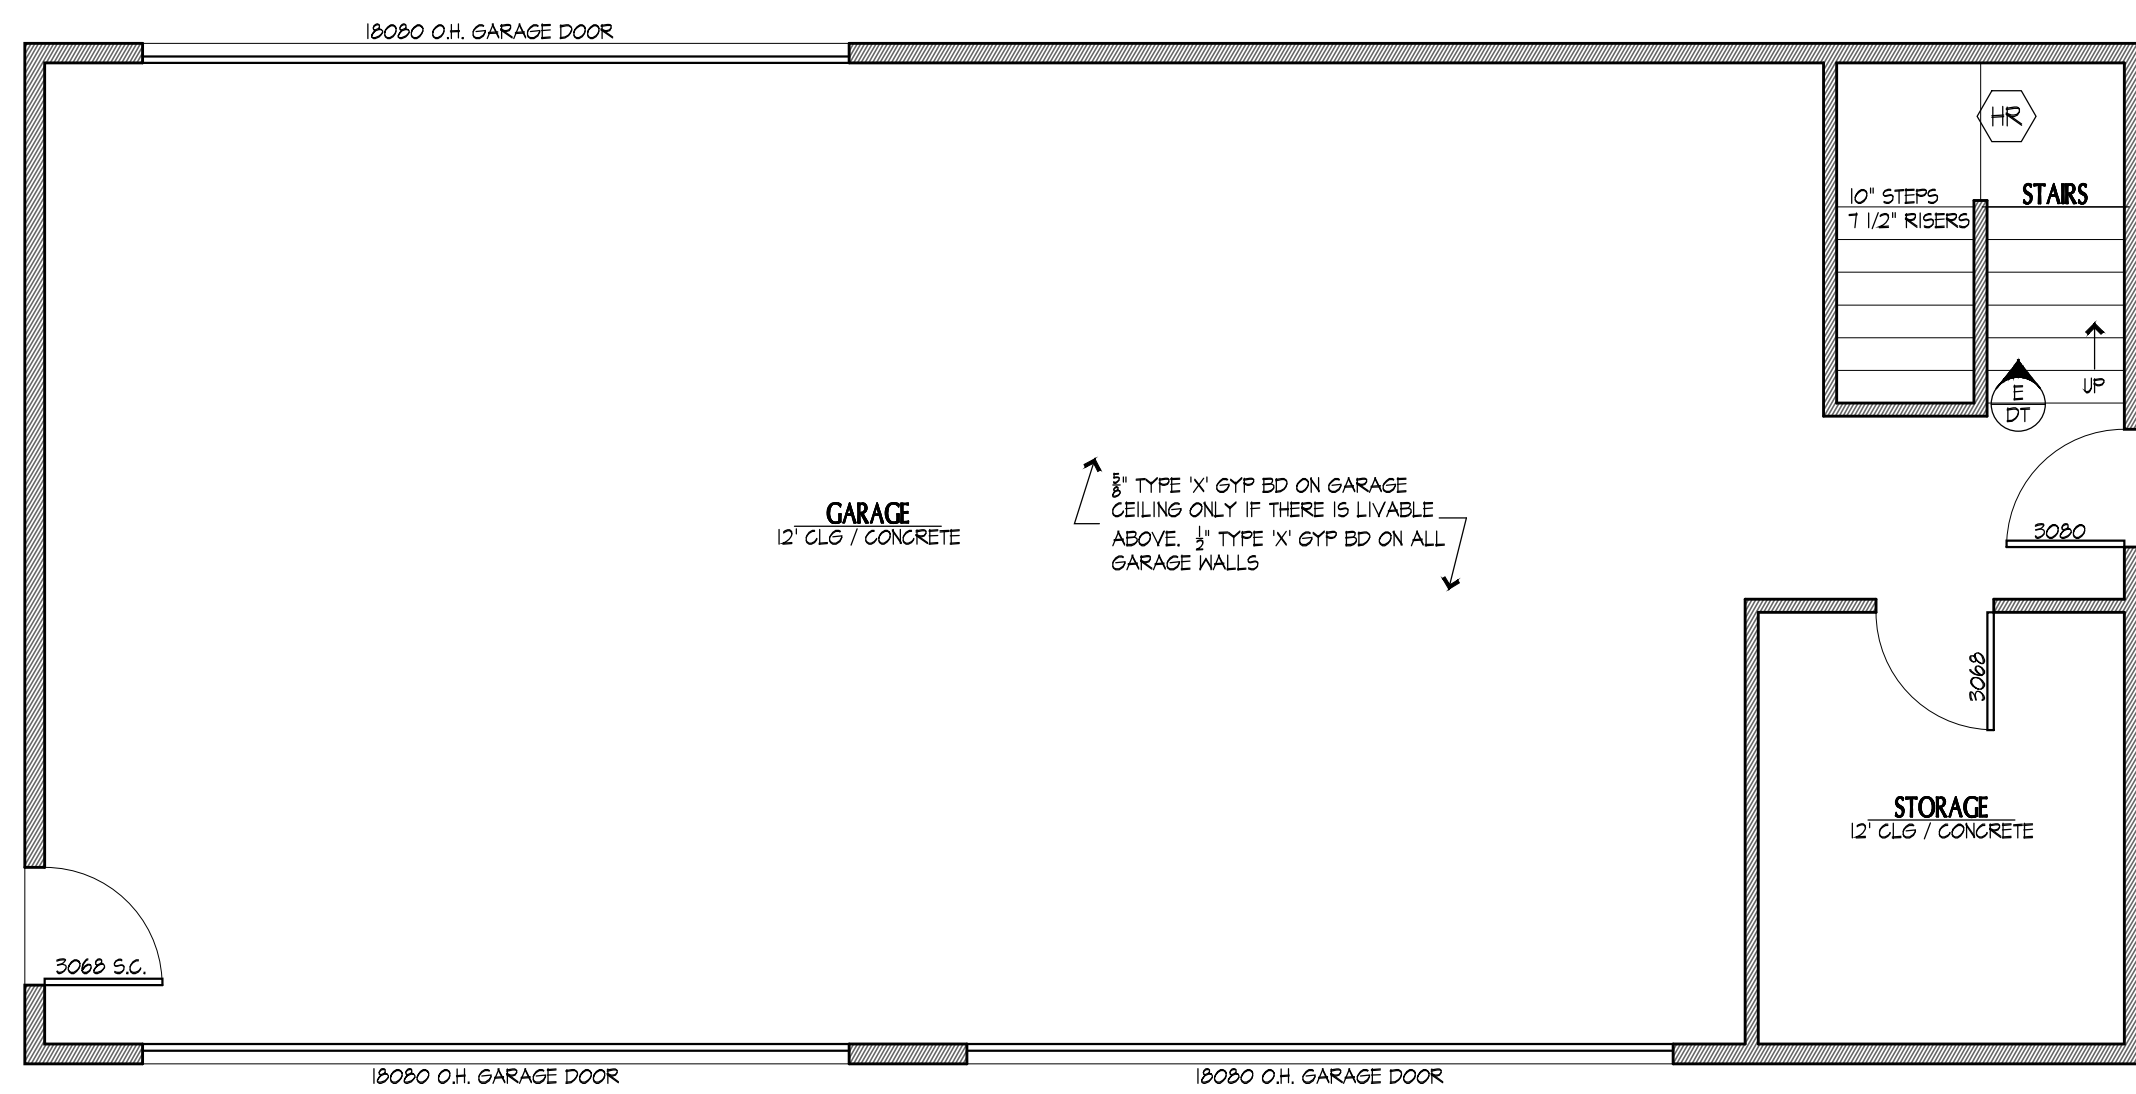 18080 O.H. GARAGE DOOR
HR
10" STEPS
7 1/2" RISERS
STAIRS
UP
E
DT
GARAGE
12' CLG / CONCRETE
5/8" TYPE 'X' GYP BD ON GARAGE
CEILING ONLY IF THERE IS LIVABLE
ABOVE. 1/2" TYPE 'X' GYP BD ON ALL
GARAGE WALLS
3080
3068
STORAGE
12' CLG / CONCRETE
3068 S.C.
18080 O.H. GARAGE DOOR
18080 O.H. GARAGE DOOR